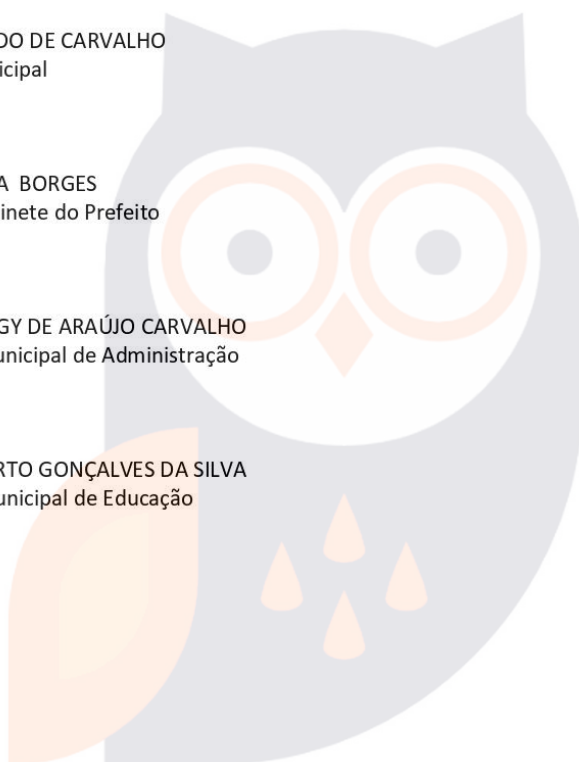 DO DE CARVALHO
icipal
A BORGES
inete do Prefeito
GY DE ARAÚJO CARVALHO
unicipal de Administração
RTO GONÇALVES DA SILVA
unicipal de Educação